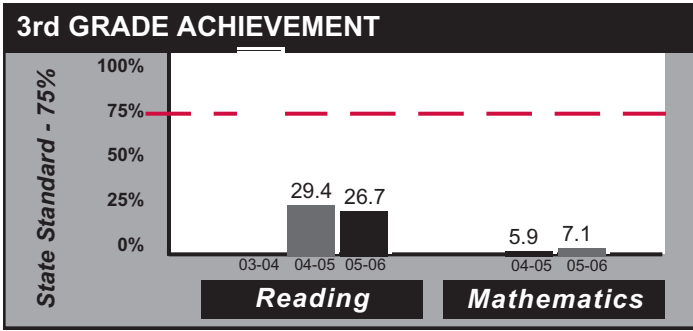 3rd GRADE ACHIEVEMENT
State Standard - 75%
100%
75%
50%
25%
0%
29.4 26.7
5.9 7.1
03-04 04-05 05-06
04-05 05-06
Reading
Mathematics